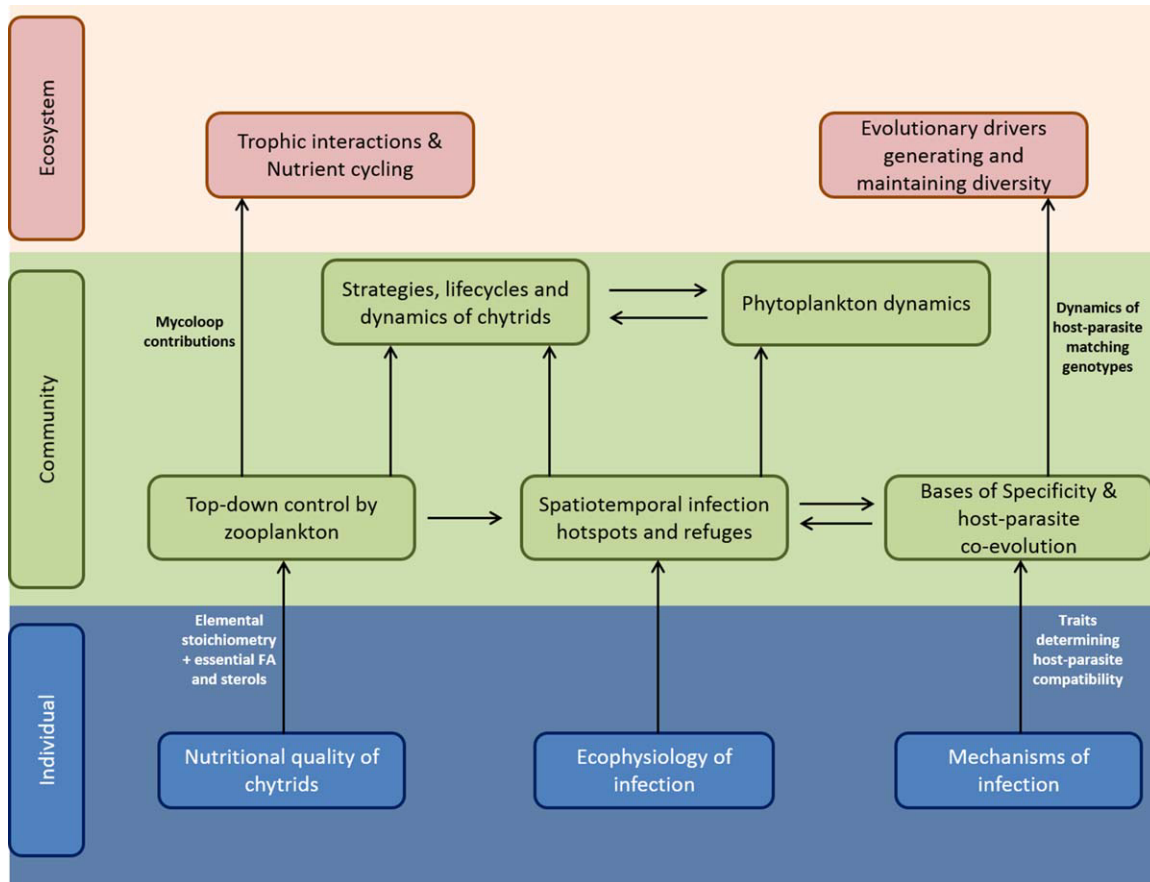 Ecosystem
Trophic interactions &
Nutrient cycling
Evolutionary drivers
generating and
maintaining diversity
Community
Strategies, lifecycles and
dynamics of chytrids
Phytoplankton dynamics
Mycoloop
contributions
Dynamics of
host-parasite
matching
genotypes
Top-down control by
zooplankton
Spatiotemporal infection
hotspots and refuges
Bases of Specificity &
host-parasite
co-evolution
Individual
Elemental
stoichiometry
+ essential FA
and sterols
Traits
determining
host-parasite
compatibility
Nutritional quality of
chytrids
Ecophysiology of
infection
Mechanisms of
infection